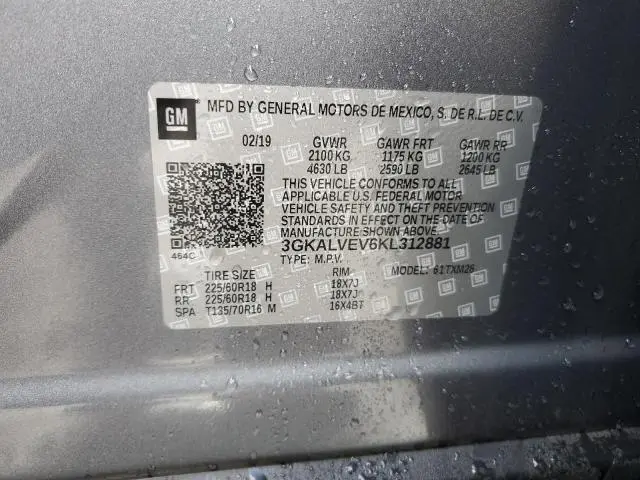 GM MFD BY GENERAL MOTORS DE MEXICO, S. DE R.L. DE C.V.
02/19 GVWR GAWR FRT GAWR RR
2100 KG 1175 KG 1200 KG
4630 LB 2590 LB 2645 LB
THIS VEHICLE CONFORMS TO ALL
APPLICABLE U.S. FEDERAL MOTOR
VEHICLE SAFETY AND THEFT PREVENTION
STANDARDS IN EFFECT ON THE DATE OF
MANUFACTURE SHOWN ABOVE.
3GKALVEV6KL312881
464C TYPE: M.P.V. MODEL: 61TXM26
TIRE SIZE RIM
FRT 225/60R18 H 18X7J
RR 225/60R18 H 18X7J
SPA T135/70R16 M 16X4BT